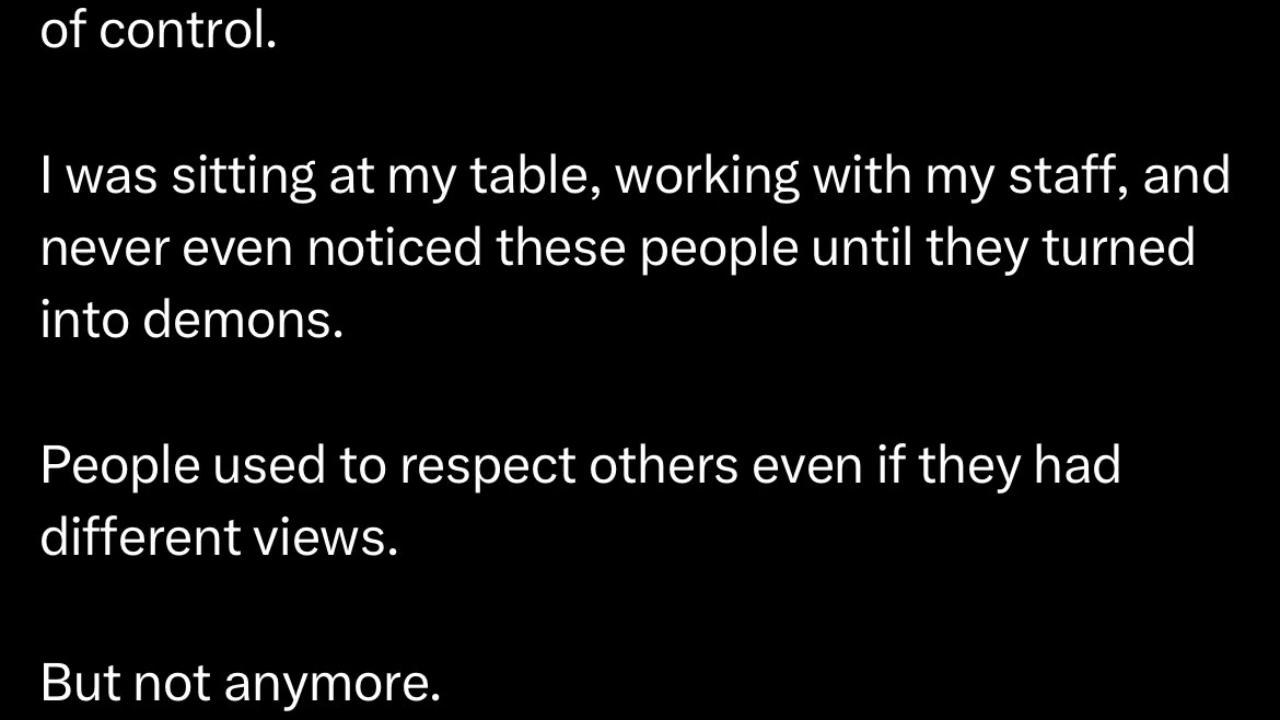 of control.
I was sitting at my table, working with my staff, and
never even noticed these people until they turned
into demons.
People used to respect others even if they had
different views.
But not anymore.